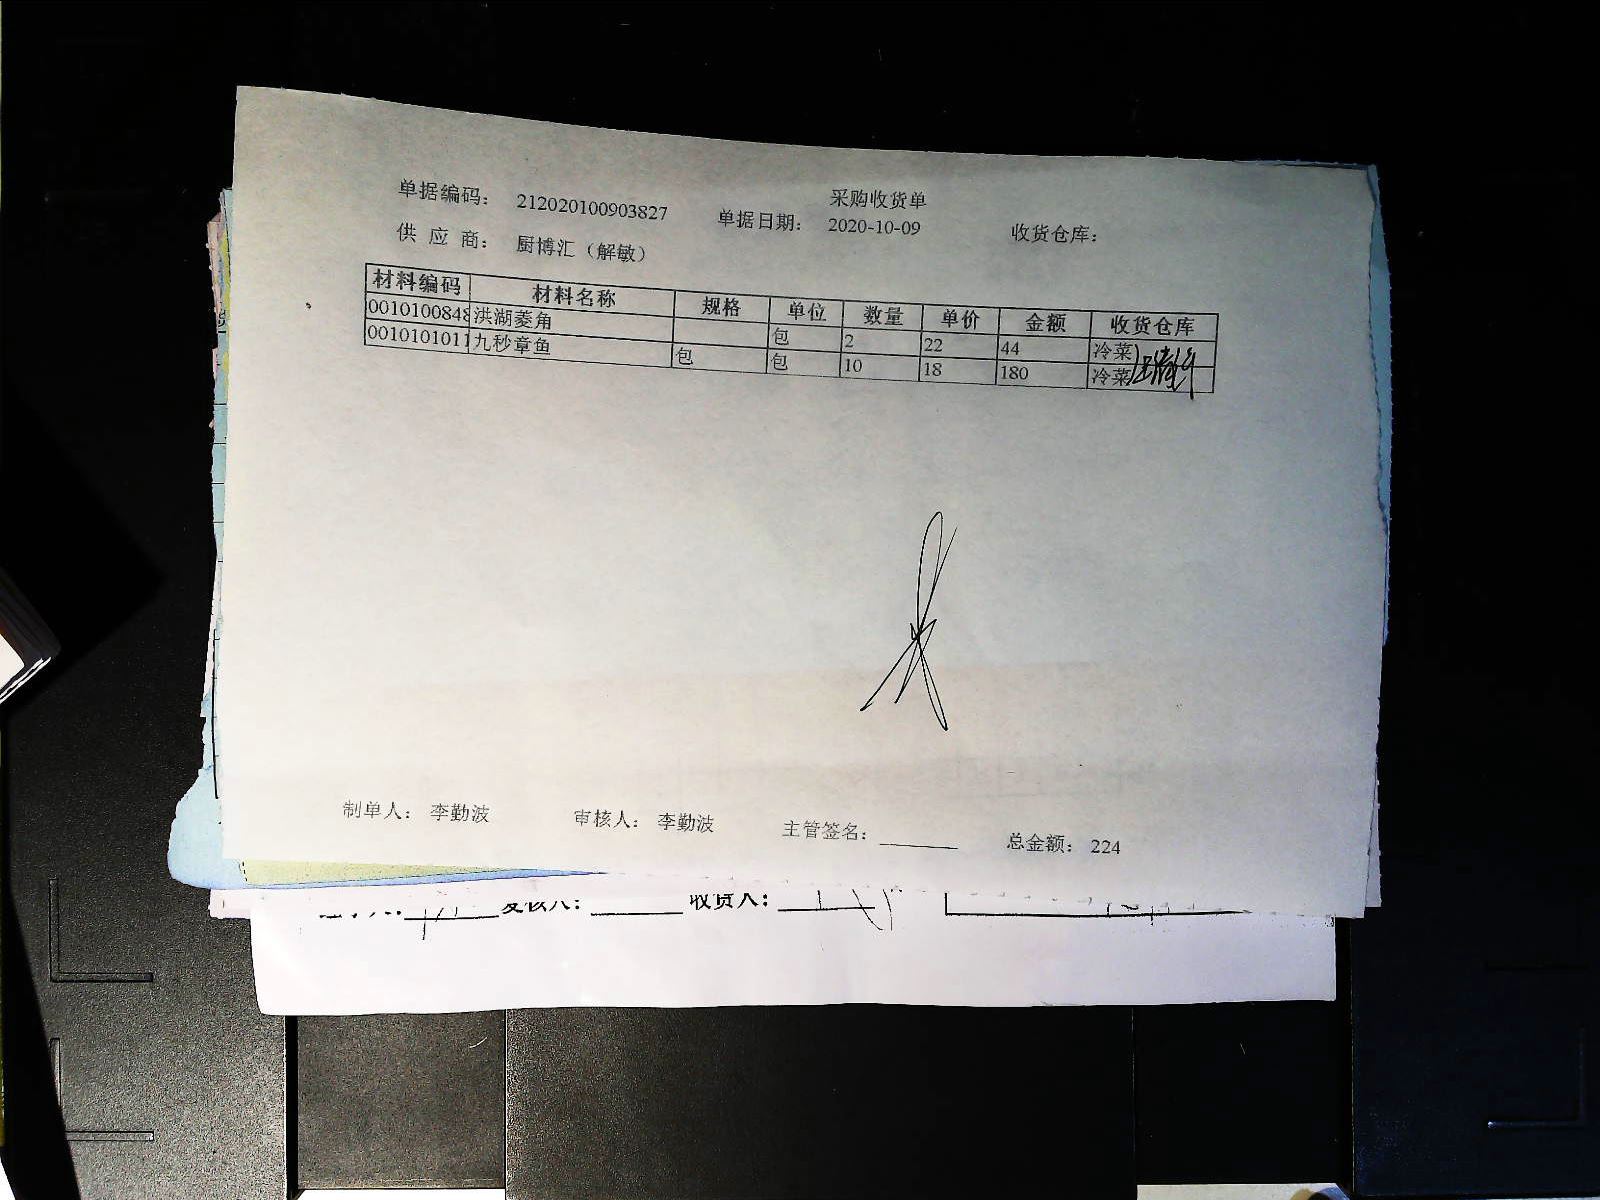 采购收货单
单据编码： 212020100903827 单据日期： 2020-10-09 收货仓库：
供 应 商： 厨博汇（解敏）
材料编码 材料名称 规格 单位 数量 单价 金额 收货仓库
0010100848 洪湖菱角 包 2 22 44 冷菜
0010101011 九秒章鱼 包 包 10 18 180 冷菜
制单人： 李勤波 审核人： 李勤波 主管签名： 总金额： 224
复核人： 收货人：